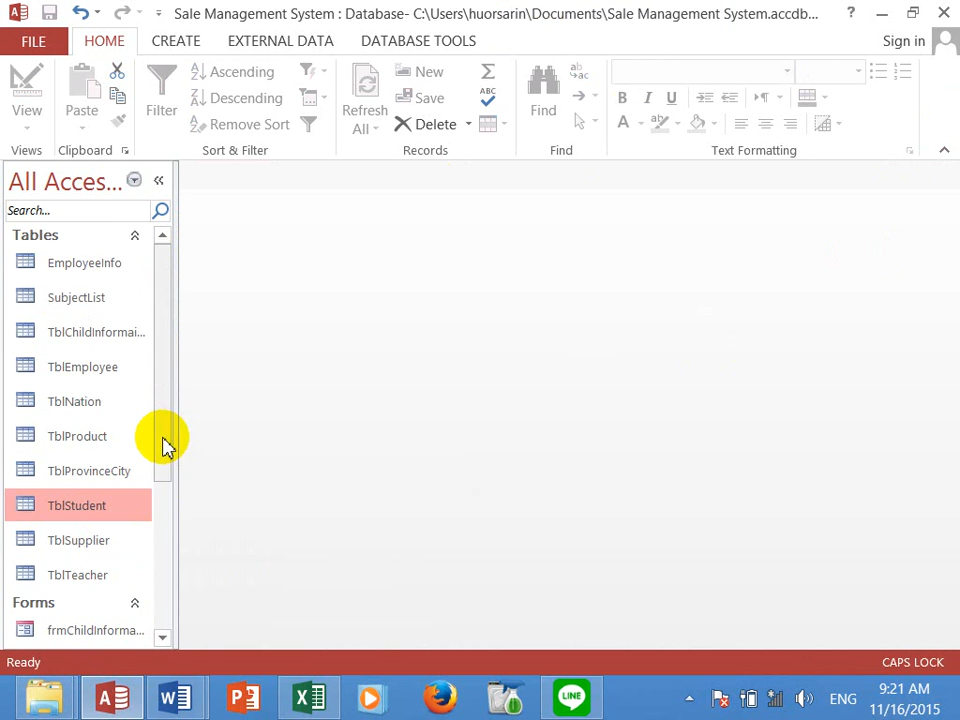 Sale Management System : Database- C:\Users\huorsarin\Documents\Sale Management System.accdb...
FILE HOME CREATE EXTERNAL DATA DATABASE TOOLS Sign in
View
Views
Paste
Clipboard
Filter
Ascending
Descending
Remove Sort
Sort & Filter
Refresh
All
New
Save
Delete
Records
Find
Find
Text Formatting
All Acces...
Search...
Tables
EmployeeInfo
SubjectList
TblChildInformai...
TblEmployee
TblNation
TblProduct
TblProvinceCity
TblStudent
TblSupplier
TblTeacher
Forms
frmChildInforma...
Ready
CAPS LOCK
LINE
ENG
9:21 AM
11/16/2015